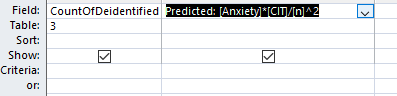 Field: CountOfDeidentified Predicted: [Anxiety]*[CIT]/[n]^2
Table: 3
Sort:
Show:
Criteria:
or: